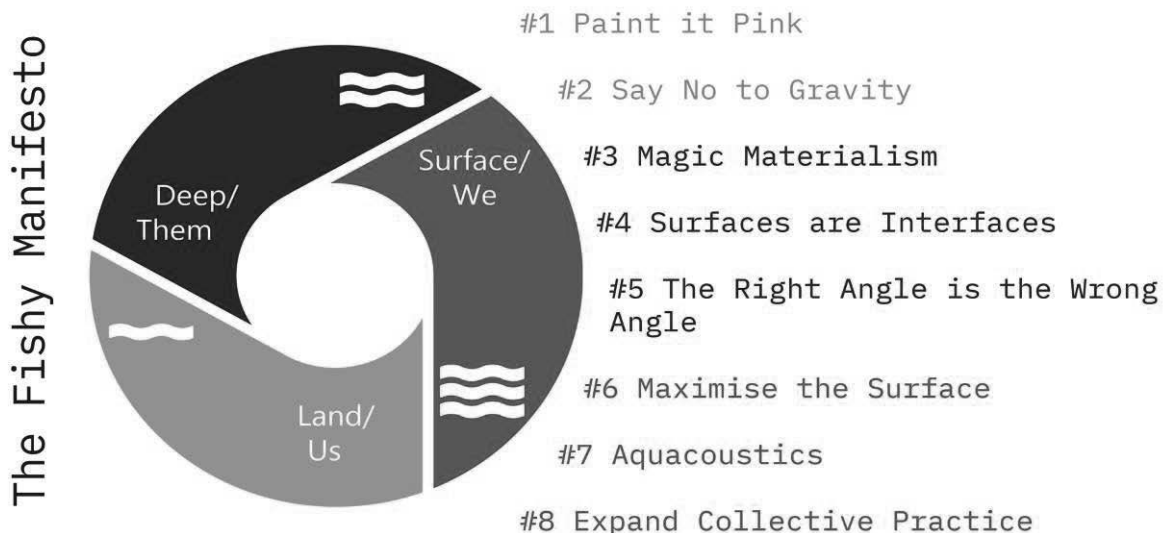 The Fishy Manifesto
Deep/
Them
Surface/
We
Land/
Us
#1 Paint it Pink
#2 Say No to Gravity
#3 Magic Materialism
#4 Surfaces are Interfaces
#5 The Right Angle is the Wrong
Angle
#6 Maximise the Surface
#7 Aquacoustics
#8 Expand Collective Practice